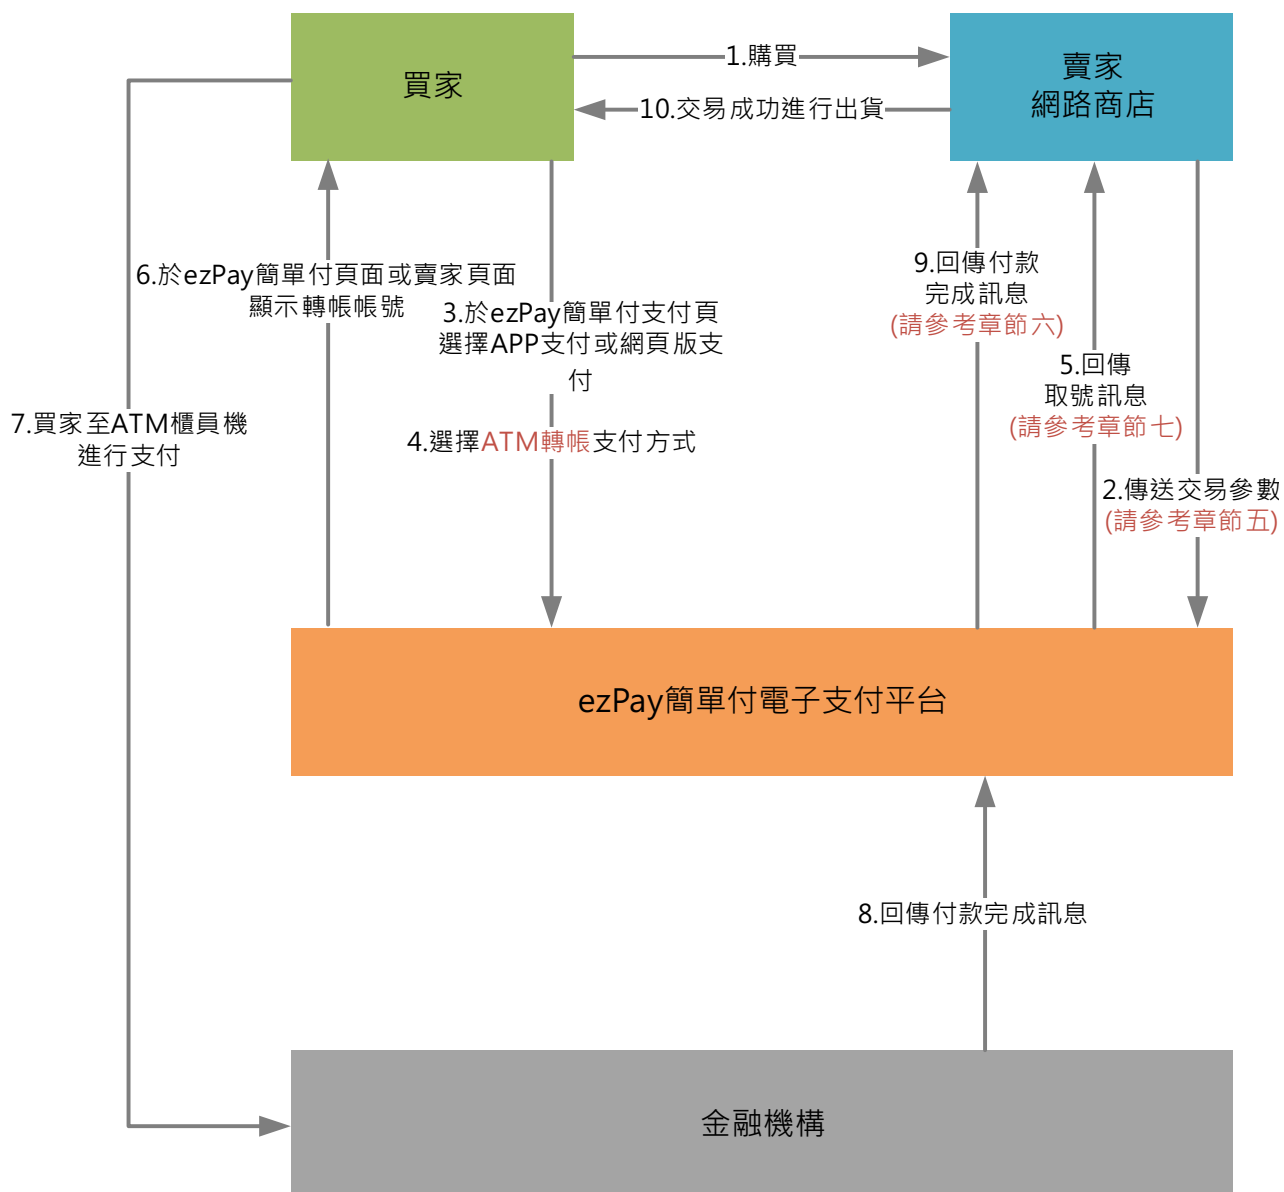 買家
1.購買
賣家
網路商店
10.交易成功進行出貨
6.於ezPay簡單付頁面或賣家頁面
顯示轉帳帳號
3.於ezPay簡單付支付頁
選擇APP支付或網頁版支
付
9.回傳付款
完成訊息
(請參考章節六)
5.回傳
取號訊息
(請參考章節七)
7.買家至ATM櫃員機
進行支付
4.選擇ATM轉帳支付方式
2.傳送交易參數
(請參考章節五)
ezPay簡單付電子支付平台
8.回傳付款完成訊息
金融機構